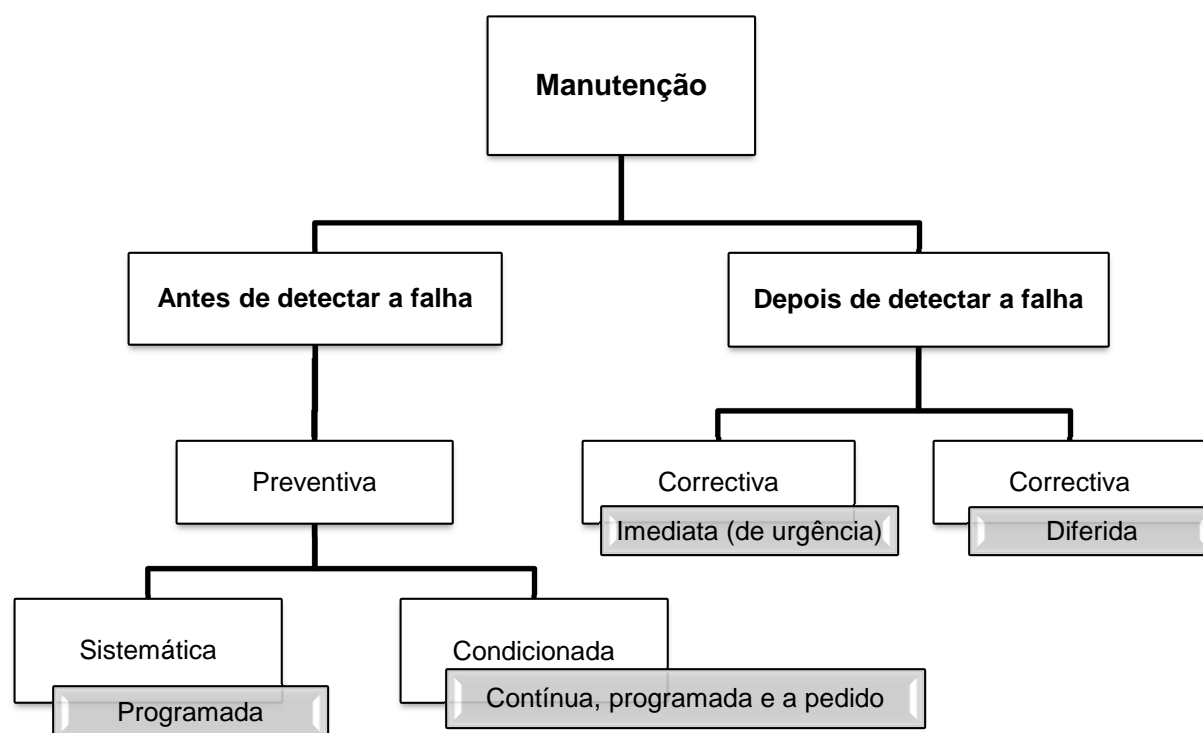 Manutenção
Antes de detectar a falha
Depois de detectar a falha
Preventiva
Correctiva
Imediata (de urgência)
Correctiva
Diferida
Sistemática
Programada
Condicionada
Contínua, programada e a pedido